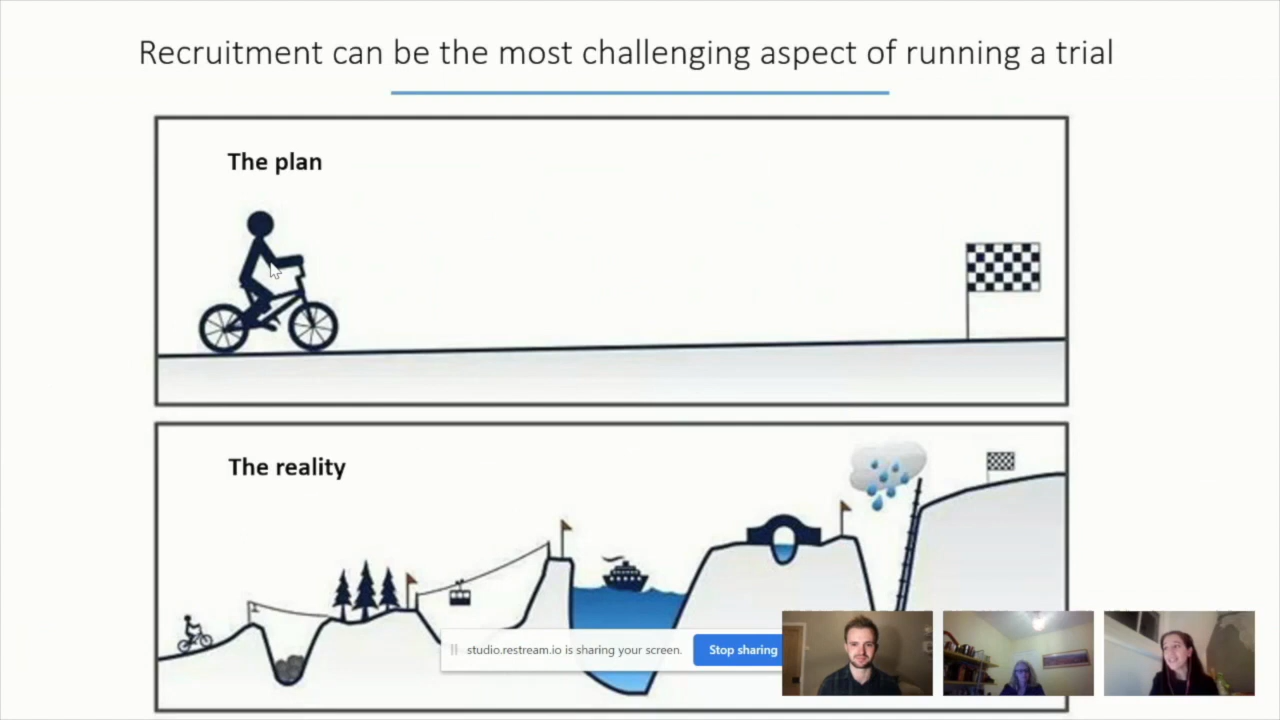 Recruitment can be the most challenging aspect of running a trial
The plan
The reality
studio.restream.io is sharing your screen.
Stop sharing